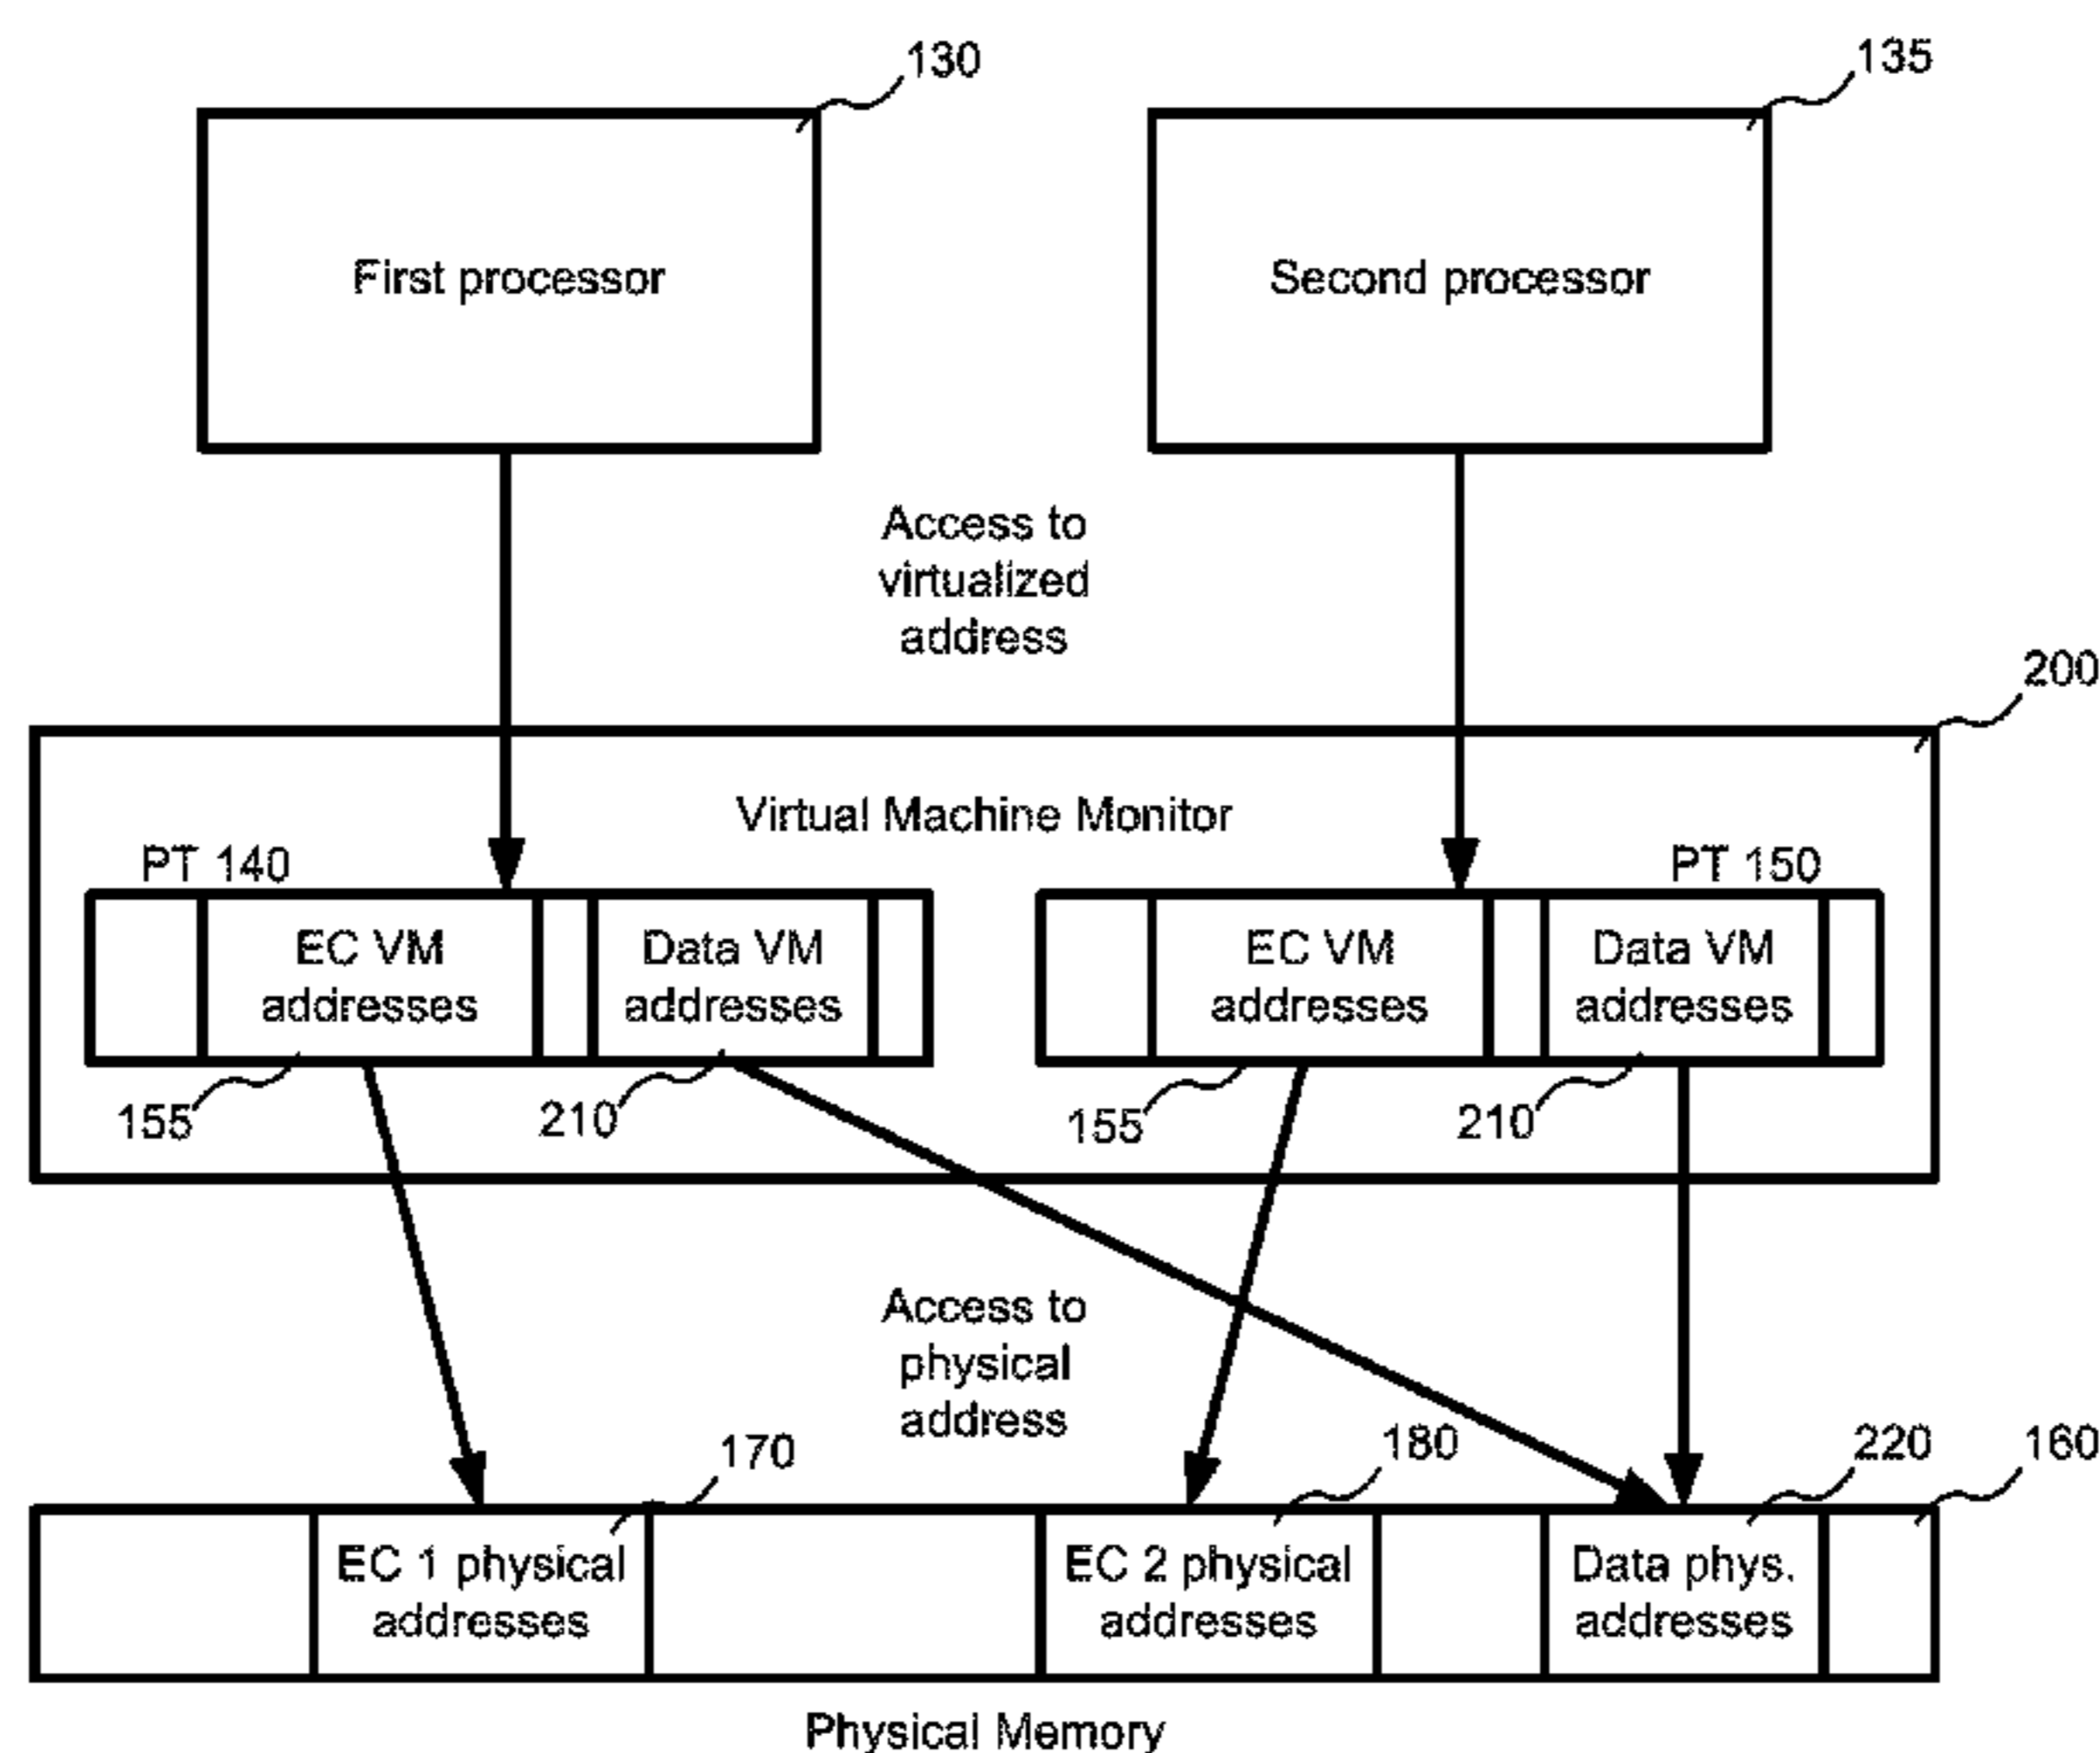 130
135
First processor
Second processor
Access to
virtualized
address
200
Virtual Machine Monitor
PT 140
PT 150
EC VM
addresses
Data VM
addresses
EC VM
addresses
Data VM
addresses
155
210
155
210
Access to
physical
address
170
180
220
160
EC 1 physical
addresses
EC 2 physical
addresses
Data phys.
addresses
Physical Memory